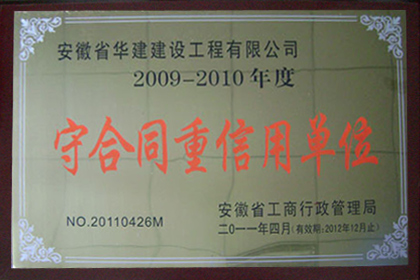 安徽省华建建设工程有限公司
2009-2010年度
守合同重信用单位
NO.20110426M
安徽省工商行政管理局
二〇一一年四月(有效期:2012年12月止)